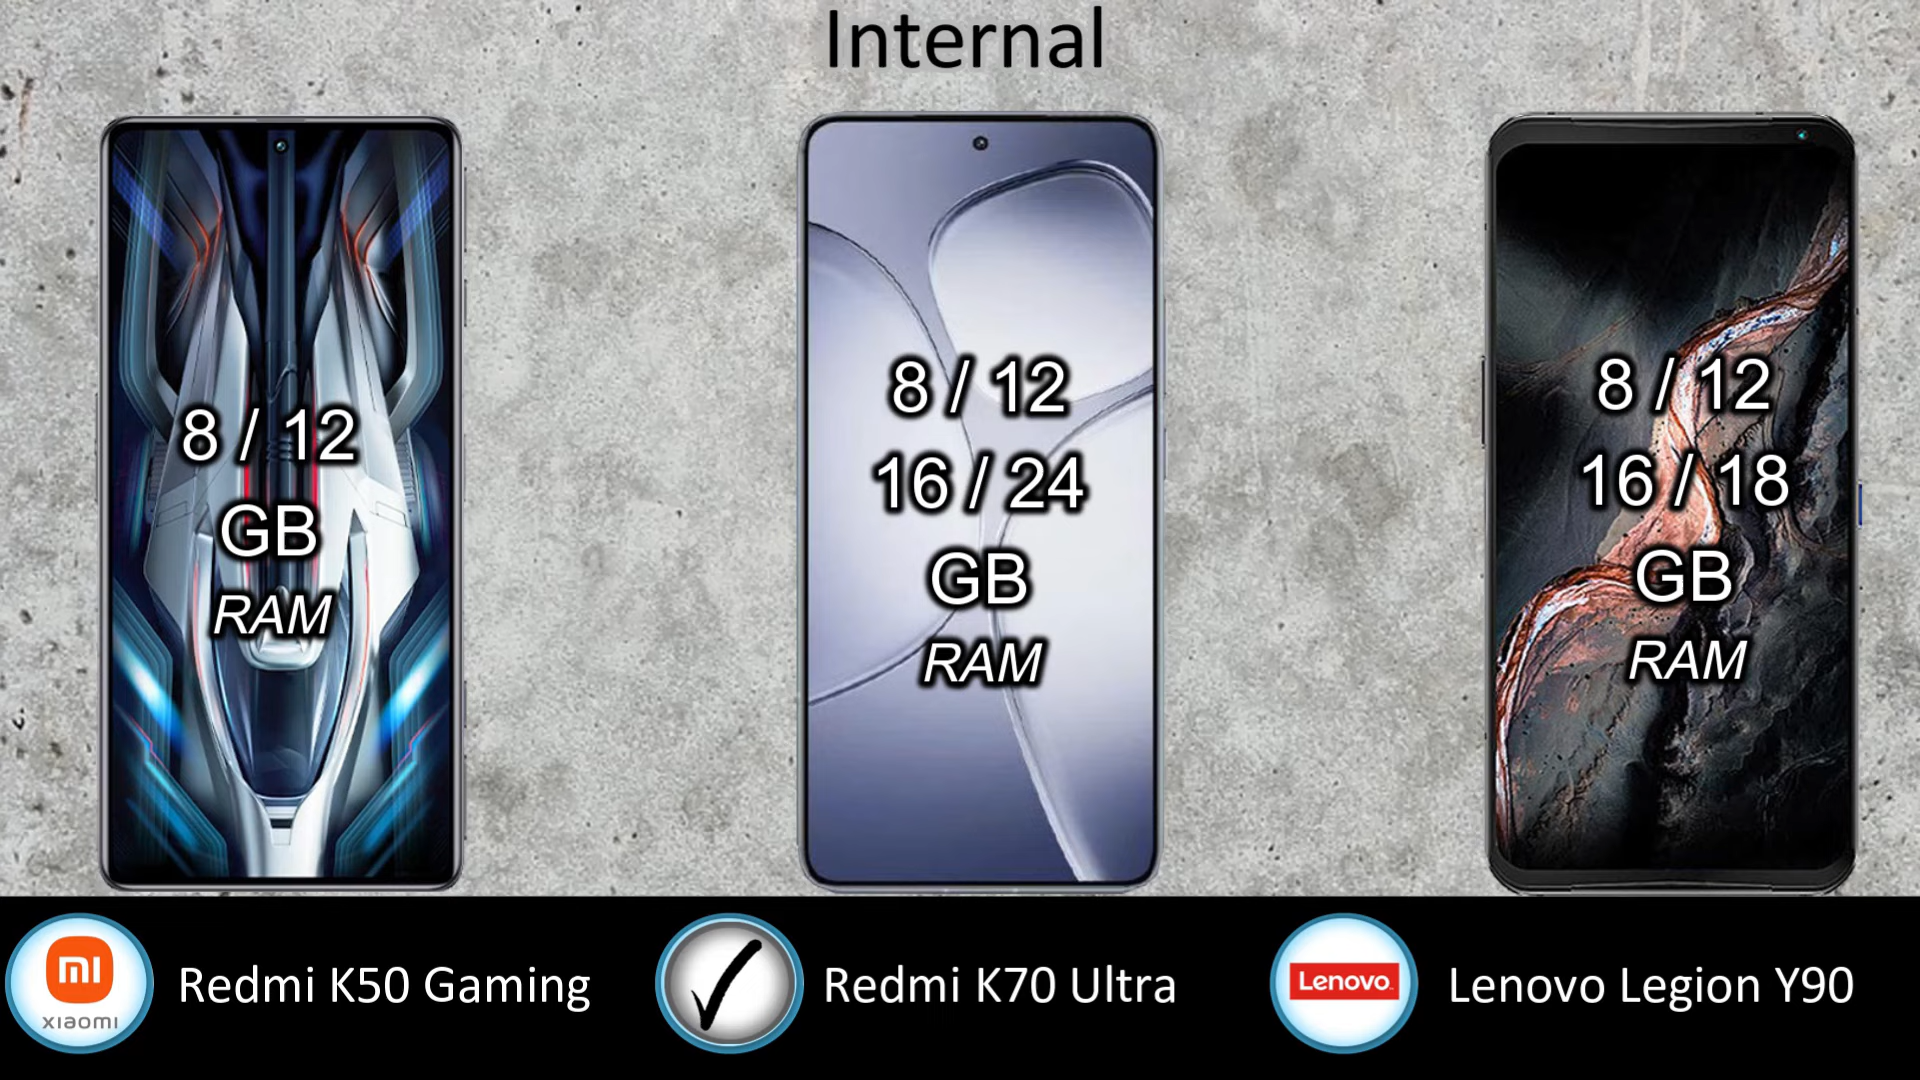 Internal
8 / 12
GB
RAM
8 / 12
16 / 24
GB
RAM
8 / 12
16 / 18
GB
RAM
mi
xiaomi
Redmi K50 Gaming
Redmi K70 Ultra
Lenovo
Lenovo Legion Y90